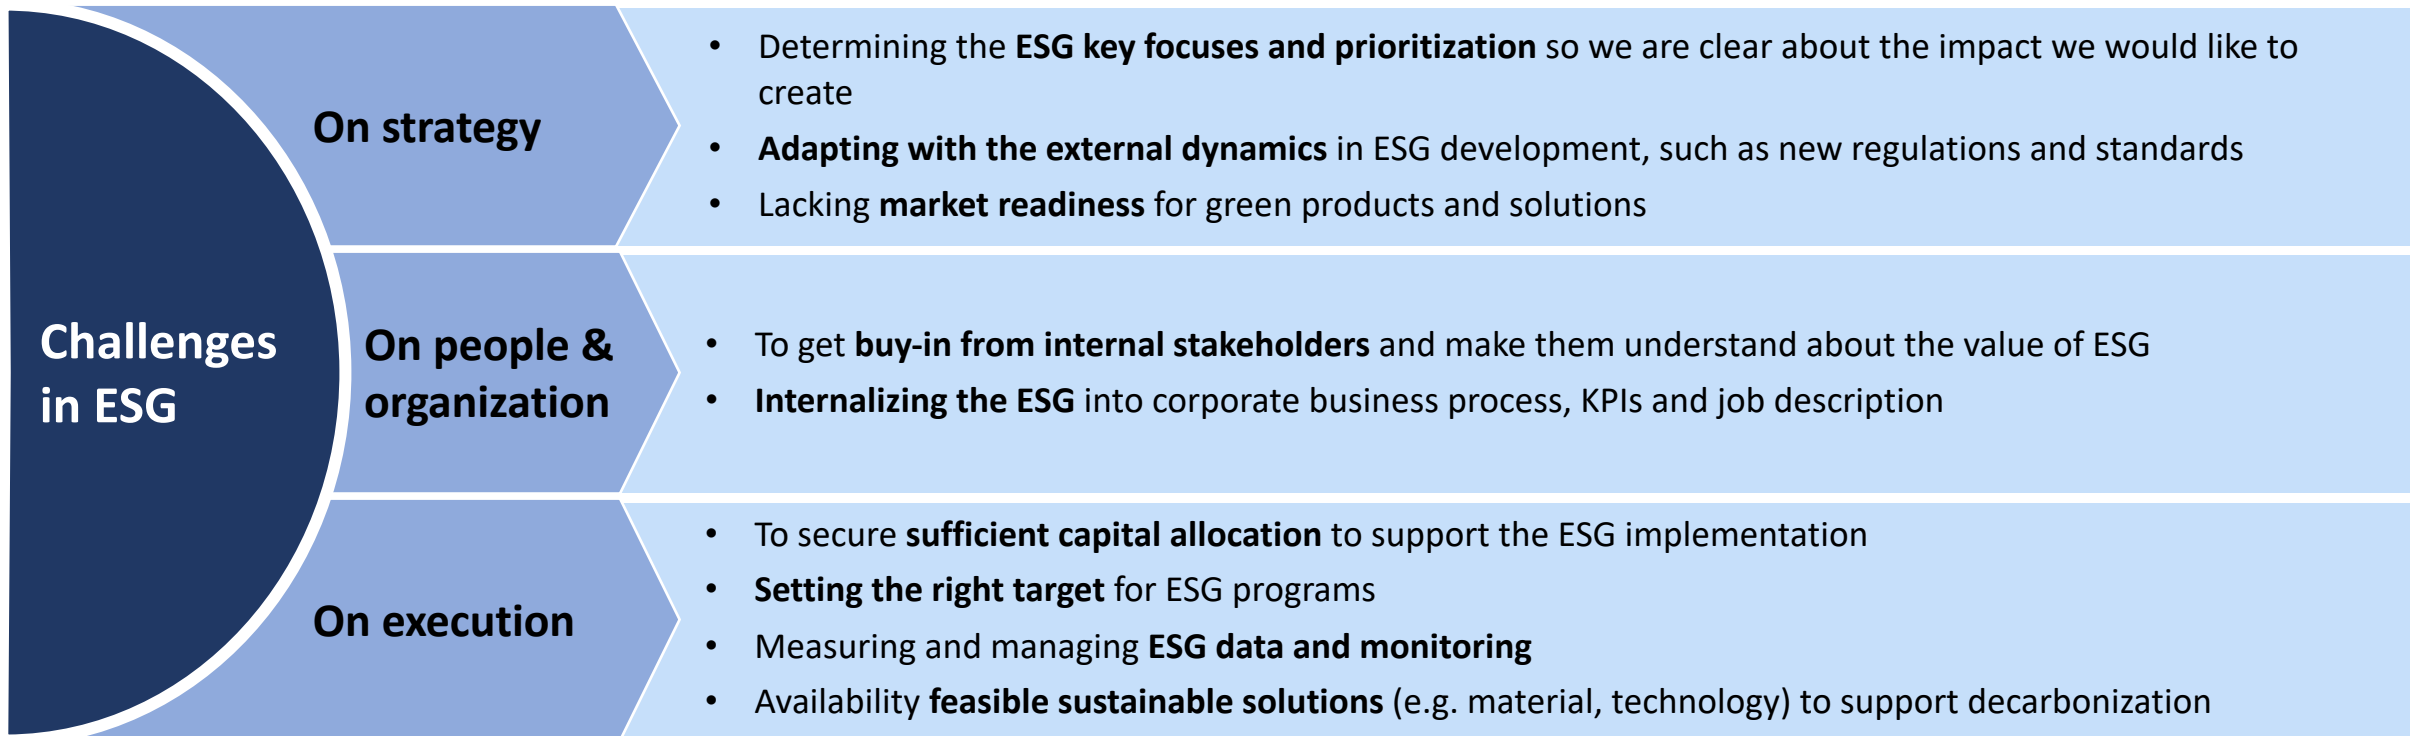 Challenges
in ESG
On strategy
• Determining the ESG key focuses and prioritization so we are clear about the impact we would like to
create
• Adapting with the external dynamics in ESG development, such as new regulations and standards
• Lacking market readiness for green products and solutions
On people &
organization
• To get buy-in from internal stakeholders and make them understand about the value of ESG
• Internalizing the ESG into corporate business process, KPIs and job description
On execution
• To secure sufficient capital allocation to support the ESG implementation
• Setting the right target for ESG programs
• Measuring and managing ESG data and monitoring
• Availability feasible sustainable solutions (e.g. material, technology) to support decarbonization